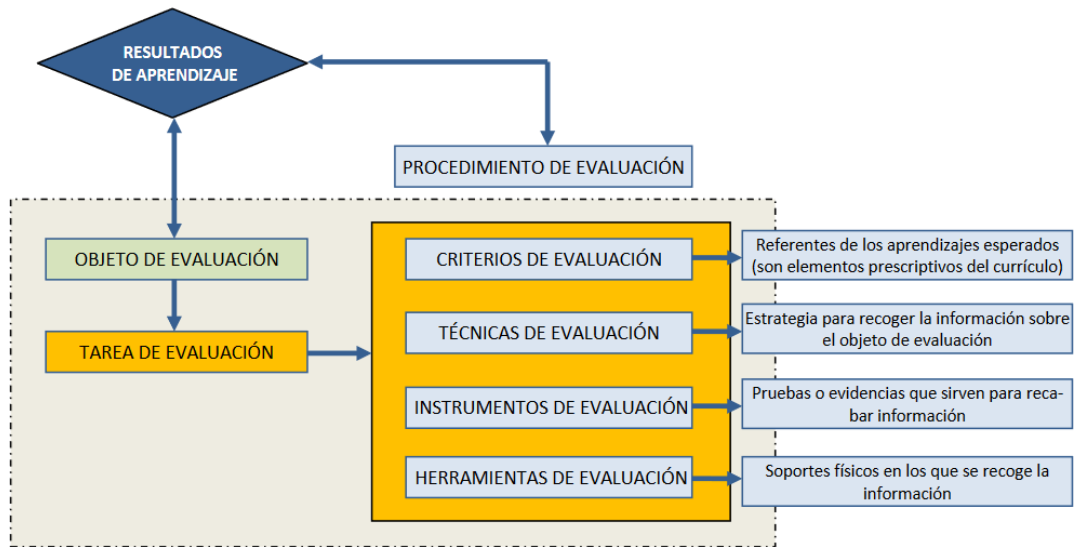 RESULTADOS
DE APRENDIZAJE
PROCEDIMIENTO DE EVALUACIÓN
OBJETO DE EVALUACIÓN
TAREA DE EVALUACIÓN
CRITERIOS DE EVALUACIÓN
Referentes de los aprendizajes esperados
(son elementos prescriptivos del currículo)
TÉCNICAS DE EVALUACIÓN
Estrategia para recoger la información sobre
el objeto de evaluación
INSTRUMENTOS DE EVALUACIÓN
Pruebas o evidencias que sirven para reca-
bar información
HERRAMIENTAS DE EVALUACIÓN
Soportes físicos en los que se recoge la
información